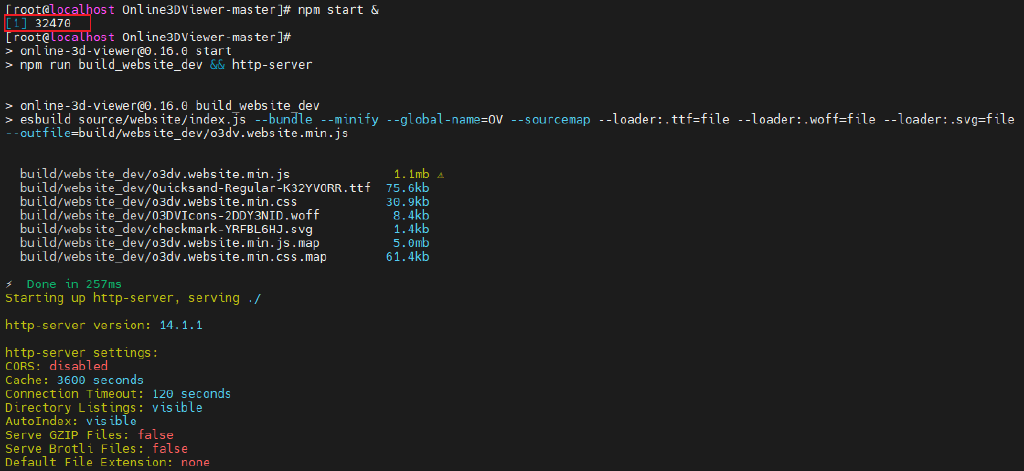 [root@localhost Online3DViewer-master]# npm start &
[1] 32470
[root@localhost Online3DViewer-master]#
> online-3d-viewer@0.16.0 start
> npm run build_website_dev && http-server
> online-3d-viewer@0.16.0 build_website_dev
> esbuild source/website/index.js --bundle --minify --global-name=OV --sourcemap --loader:.ttf=file --loader:.woff=file --loader:.svg=file
--outfile=build/website_dev/o3dv.website.min.js
build/website_dev/o3dv.website.min.js 1.1mb ⚠
build/website_dev/Quicksand-Regular-K32YVORR.ttf 75.6kb
build/website_dev/o3dv.website.min.css 30.9kb
build/website_dev/O3DVIcons-2DDY3NID.woff 8.4kb
build/website_dev/checkmark-YRFBL6HJ.svg 1.4kb
build/website_dev/o3dv.website.min.js.map 5.0mb
build/website_dev/o3dv.website.min.css.map 61.4kb
⚡ Done in 257ms
Starting up http-server, serving ./
http-server version: 14.1.1
http-server settings:
CORS: disabled
Cache: 3600 seconds
Connection Timeout: 120 seconds
Directory Listings: visible
AutoIndex: visible
Serve GZIP Files: false
Serve Brotli Files: false
Default File Extension: none